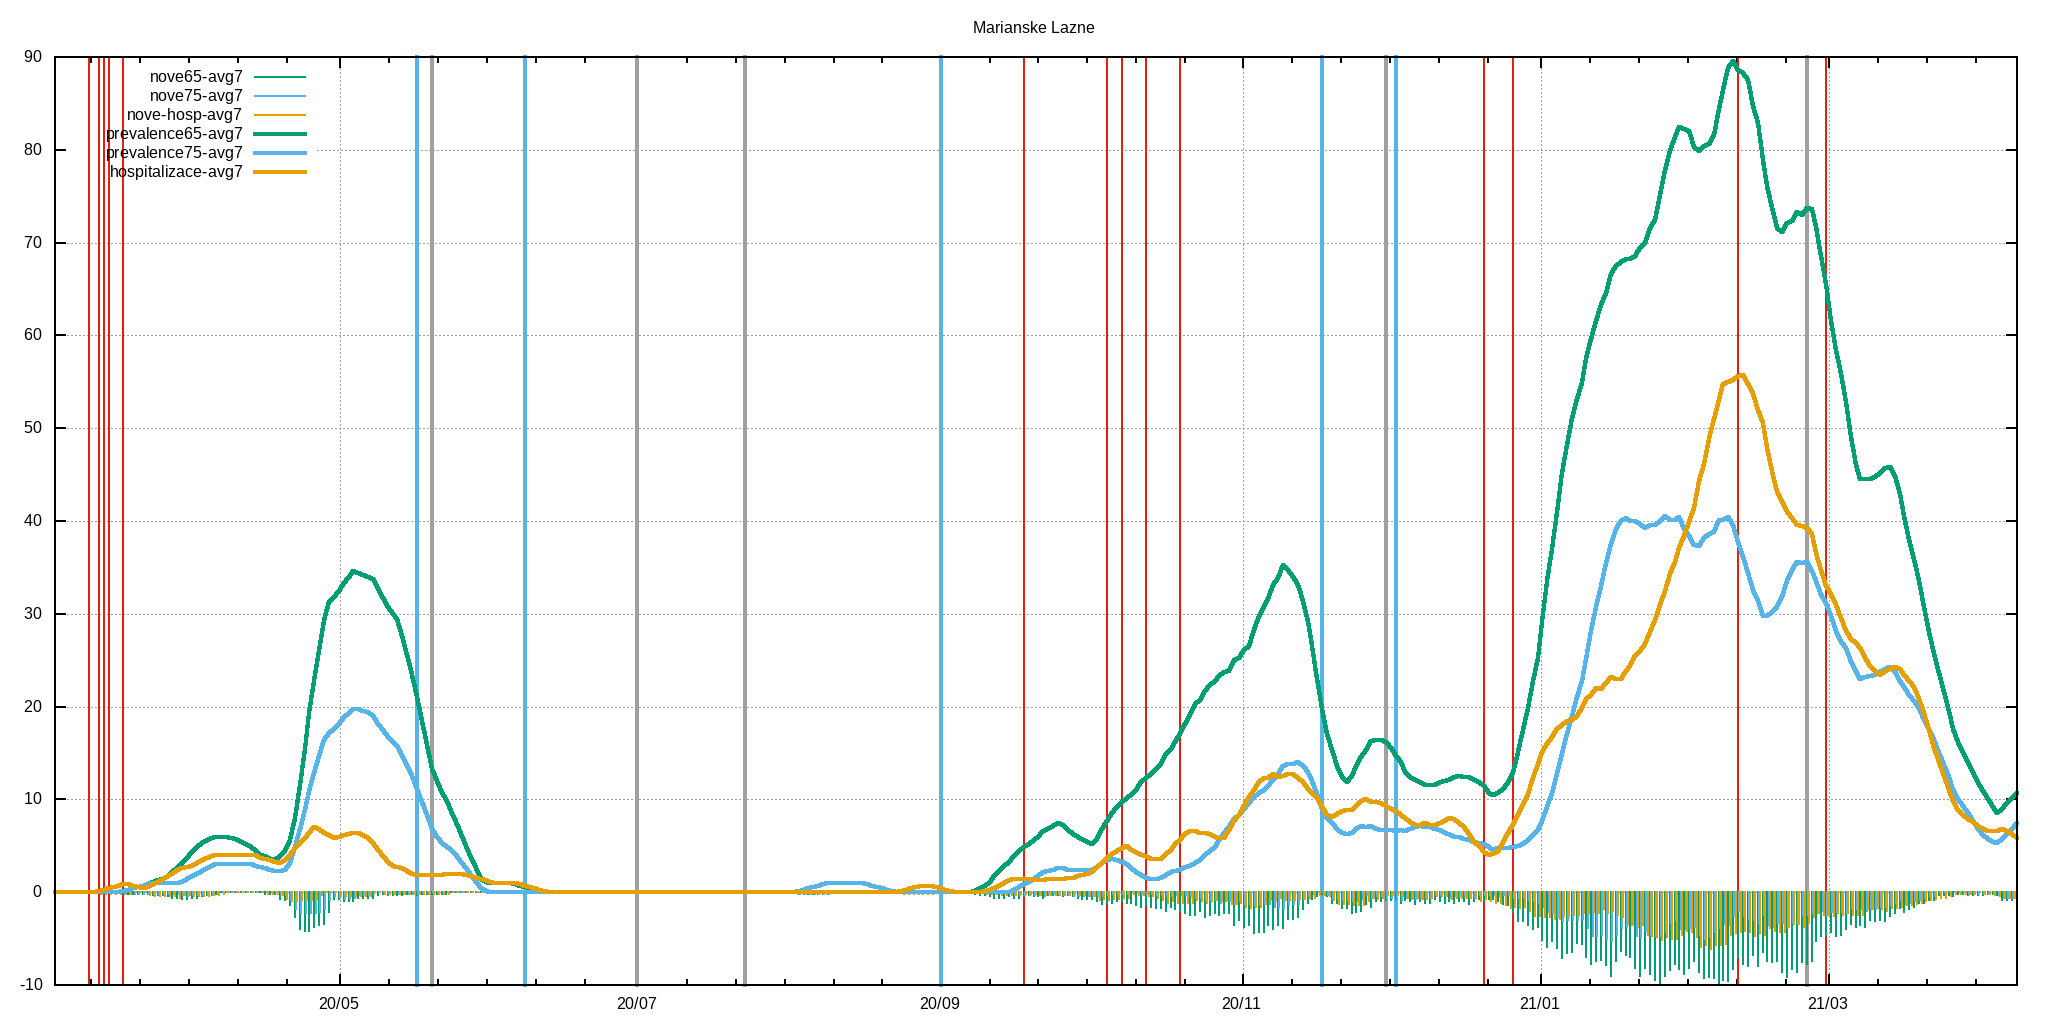 Marianske Lazne
90
nove65-avg7
nove75-avg7
nove-hosp-avg7
prevalence65-avg7
80
prevalence75-avg7
hospitalizace-avg7
70
60
50
40
30
20
10
0
-10
20/05
20/07
20/09
20/11
21/01
21/03